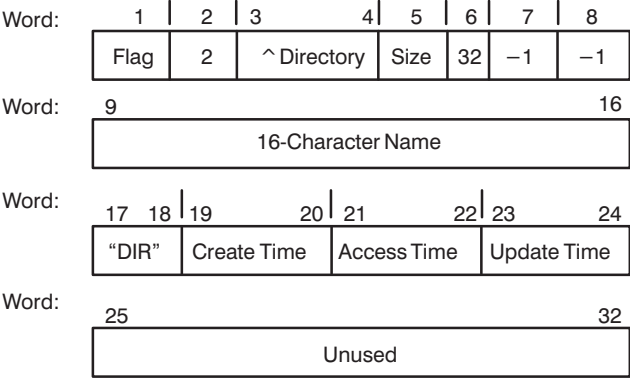 Word: 1 2 3 4 5 6 7 8
Flag 2 ^ Directory Size 32 −1 −1
Word: 9 16
16-Character Name
Word: 17 18 19 20 21 22 23 24
“DIR” Create Time Access Time Update Time
Word: 25 32
Unused